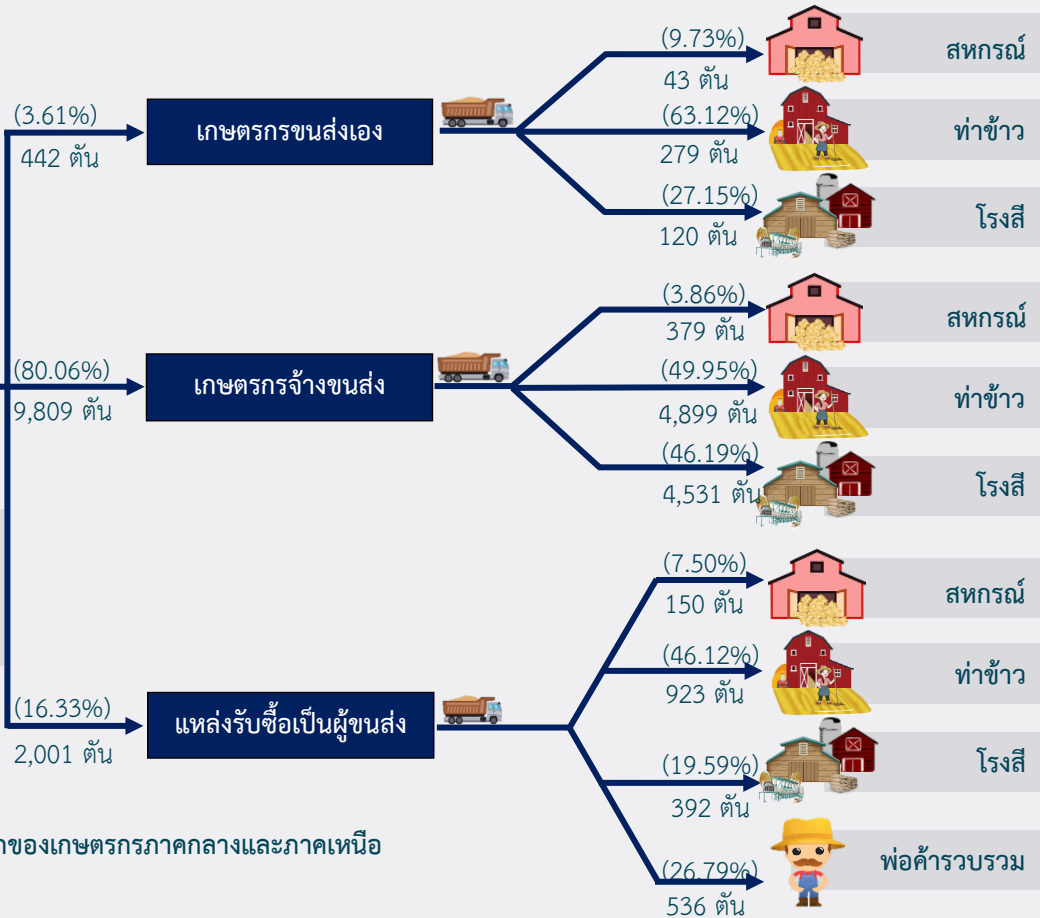 (3.61%)
442 ตัน
เกษตรกรขนส่งเอง
(9.73%)
43 ตัน
สหกรณ์
(63.12%)
279 ตัน
ท่าข้าว
(27.15%)
120 ตัน
โรงสี
(80.06%)
9,809 ตัน
เกษตรกรจ้างขนส่ง
(3.86%)
379 ตัน
สหกรณ์
(49.95%)
4,899 ตัน
ท่าข้าว
(46.19%)
4,531 ตัน
โรงสี
(16.33%)
2,001 ตัน
แหล่งรับซื้อเป็นผู้ขนส่ง
(7.50%)
150 ตัน
สหกรณ์
(46.12%)
923 ตัน
ท่าข้าว
(19.59%)
392 ตัน
โรงสี
(26.79%)
536 ตัน
พ่อค้ารวบรวม
ของเกษตรกรภาคกลางและภาคเหนือ